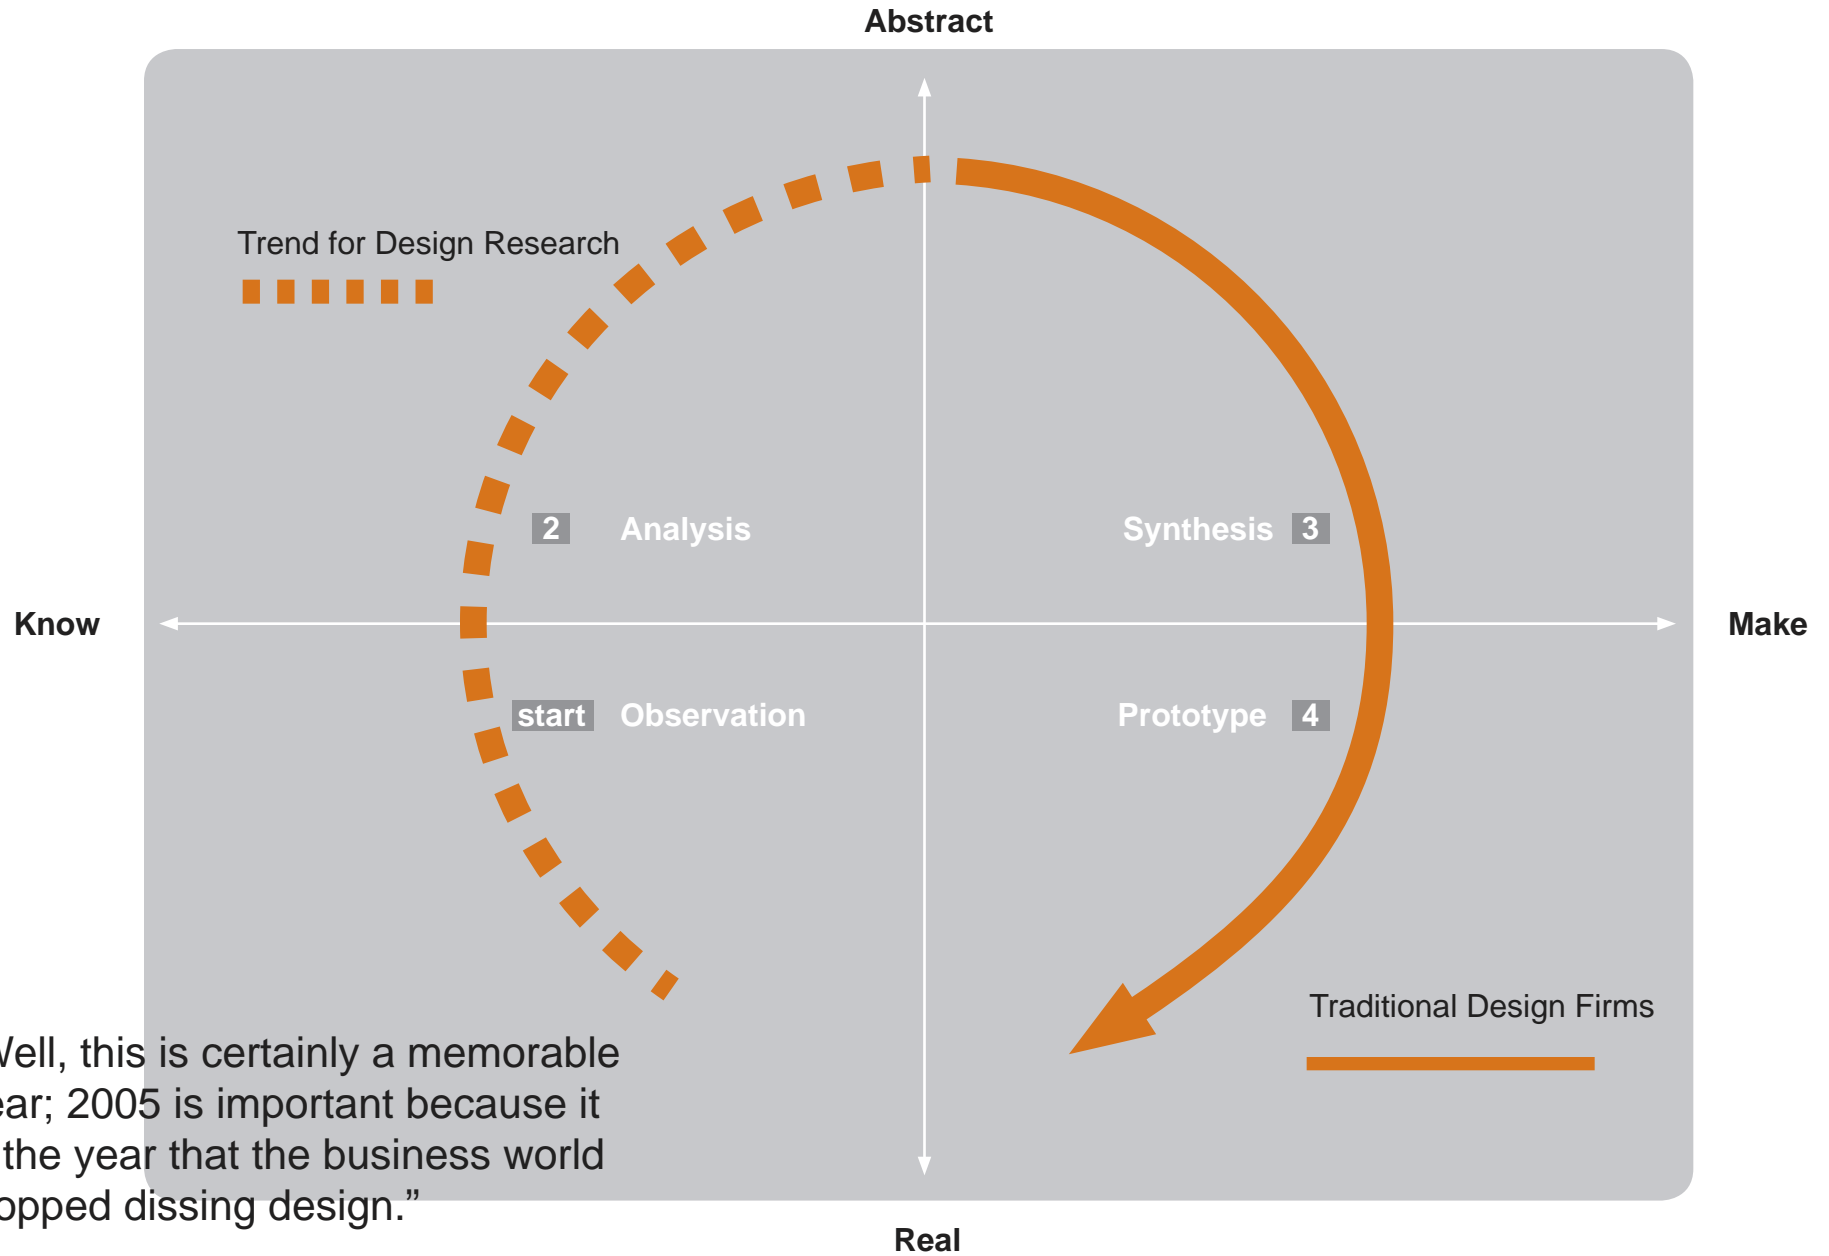 Abstract
Trend for Design Research
2 Analysis
Synthesis 3
Know
Make
start Observation
Prototype 4
Traditional Design Firms
Well, this is certainly a memorable
ear; 2005 is important because it
the year that the business world
opped dissing design.”
Real